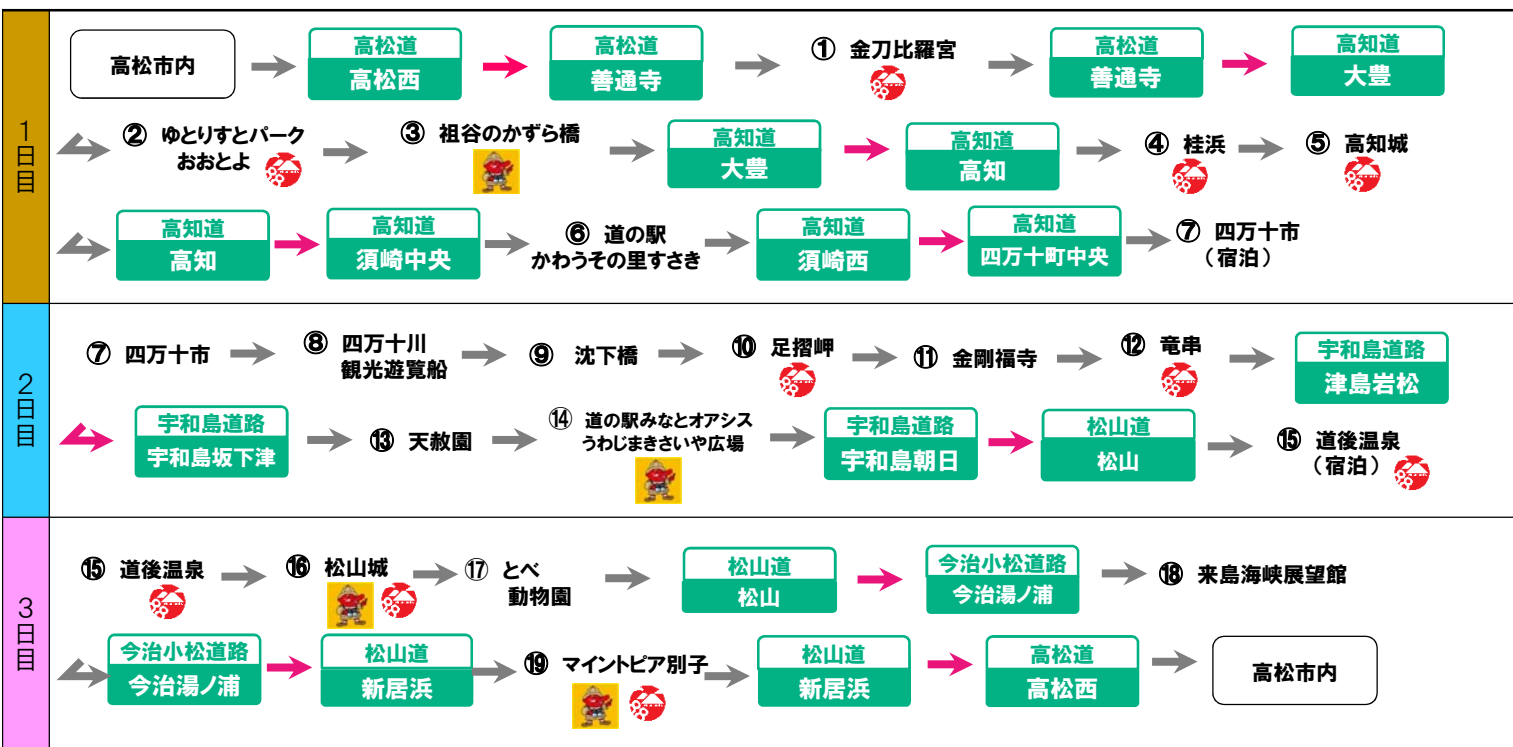 1日目
高松市内
高松道
高松西
高松道
善通寺
① 金刀比羅宮
高松道
善通寺
高知道
大豊
② ゆとりすとパーク
おおとよ
③ 祖谷のかずら橋
高知道
大豊
高知道
高知
④ 桂浜
⑤ 高知城
高知道
高知
高知道
須崎中央
⑥ 道の駅
かわうその里すさき
高知道
須崎西
高知道
四万十町中央
⑦ 四万十市
（宿泊）
2日目
⑦ 四万十市
⑧ 四万十川
観光遊覧船
⑨ 沈下橋
⑩ 足摺岬
⑪ 金剛福寺
⑫ 竜串
宇和島道路
津島岩松
宇和島道路
宇和島坂下津
⑬ 天赦園
⑭ 道の駅みなとオアシス
うわじまきさいや広場
宇和島道路
宇和島朝日
松山道
松山
⑮ 道後温泉
（宿泊）
3日目
⑮ 道後温泉
⑯ 松山城
⑰ とべ
動物園
松山道
松山
今治小松道路
今治湯ノ浦
⑱ 来島海峡展望館
今治小松道路
今治湯ノ浦
松山道
新居浜
⑲ マイントピア別子
松山道
新居浜
高松道
高松西
高松市内